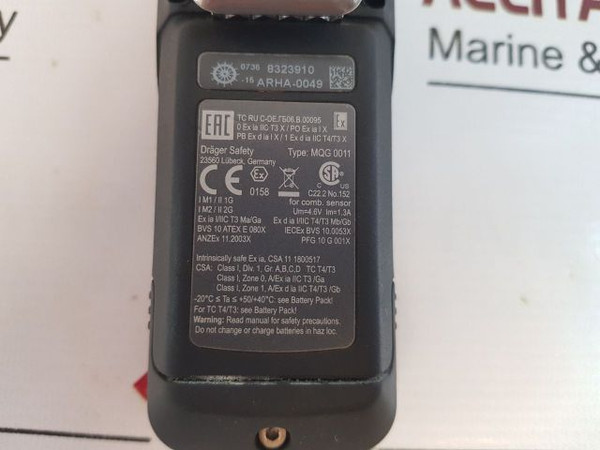 y
ALLIA
Marine &
0736 8323910
-15 ARHA-0049
EAC
TC RU C-DE.ГБ06.В.00095
0 Ex ia IIC T3 X / PO Ex ia I X
PB Ex d ia I X / 1 Ex d ia IIC T4/T3 X
Ex
Dräger Safety Type: MQG 0011
23560 Lübeck, Germany
CE 0158 Ex
C US
C22.2 No.152
I M1 / II 1G for comb. sensor
I M2 / II 2G Um=4.6V Im=1.3A
Ex ia I/IIC T3 Ma/Ga Ex d ia I/IIC T4/T3 Mb/Gb
BVS 10 ATEX E 080X IECEx BVS 10.0053X
ANZEx 11.2003X PFG 10 G 001X
Intrinsically safe Ex ia, CSA 11 1800517
CSA: Class I, Div. 1, Gr. A,B,C,D TC T4/T3
Class I, Zone 0, A/Ex ia IIC T3 /Ga
Class I, Zone 1, A/Ex d ia IIC T4/T3 /Gb
-20°C ≤ Ta ≤ +50/+40°C: see Battery Pack!
For TC T4/T3: see Battery Pack!
Warning: Read manual for safety precautions.
Do not change or charge batteries in haz loc.